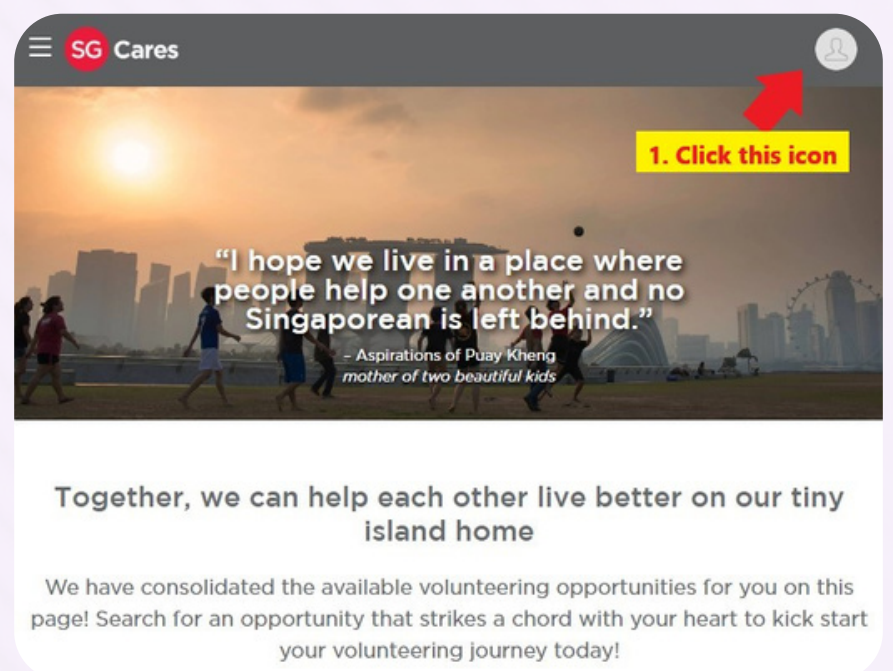 SG Cares
1. Click this icon
“I hope we live in a place where
people help one another and no
Singaporean is left behind.”
– Aspirations of Puay Kheng
mother of two beautiful kids
Together, we can help each other live better on our tiny
island home
We have consolidated the available volunteering opportunities for you on this
page! Search for an opportunity that strikes a chord with your heart to kick start
your volunteering journey today!